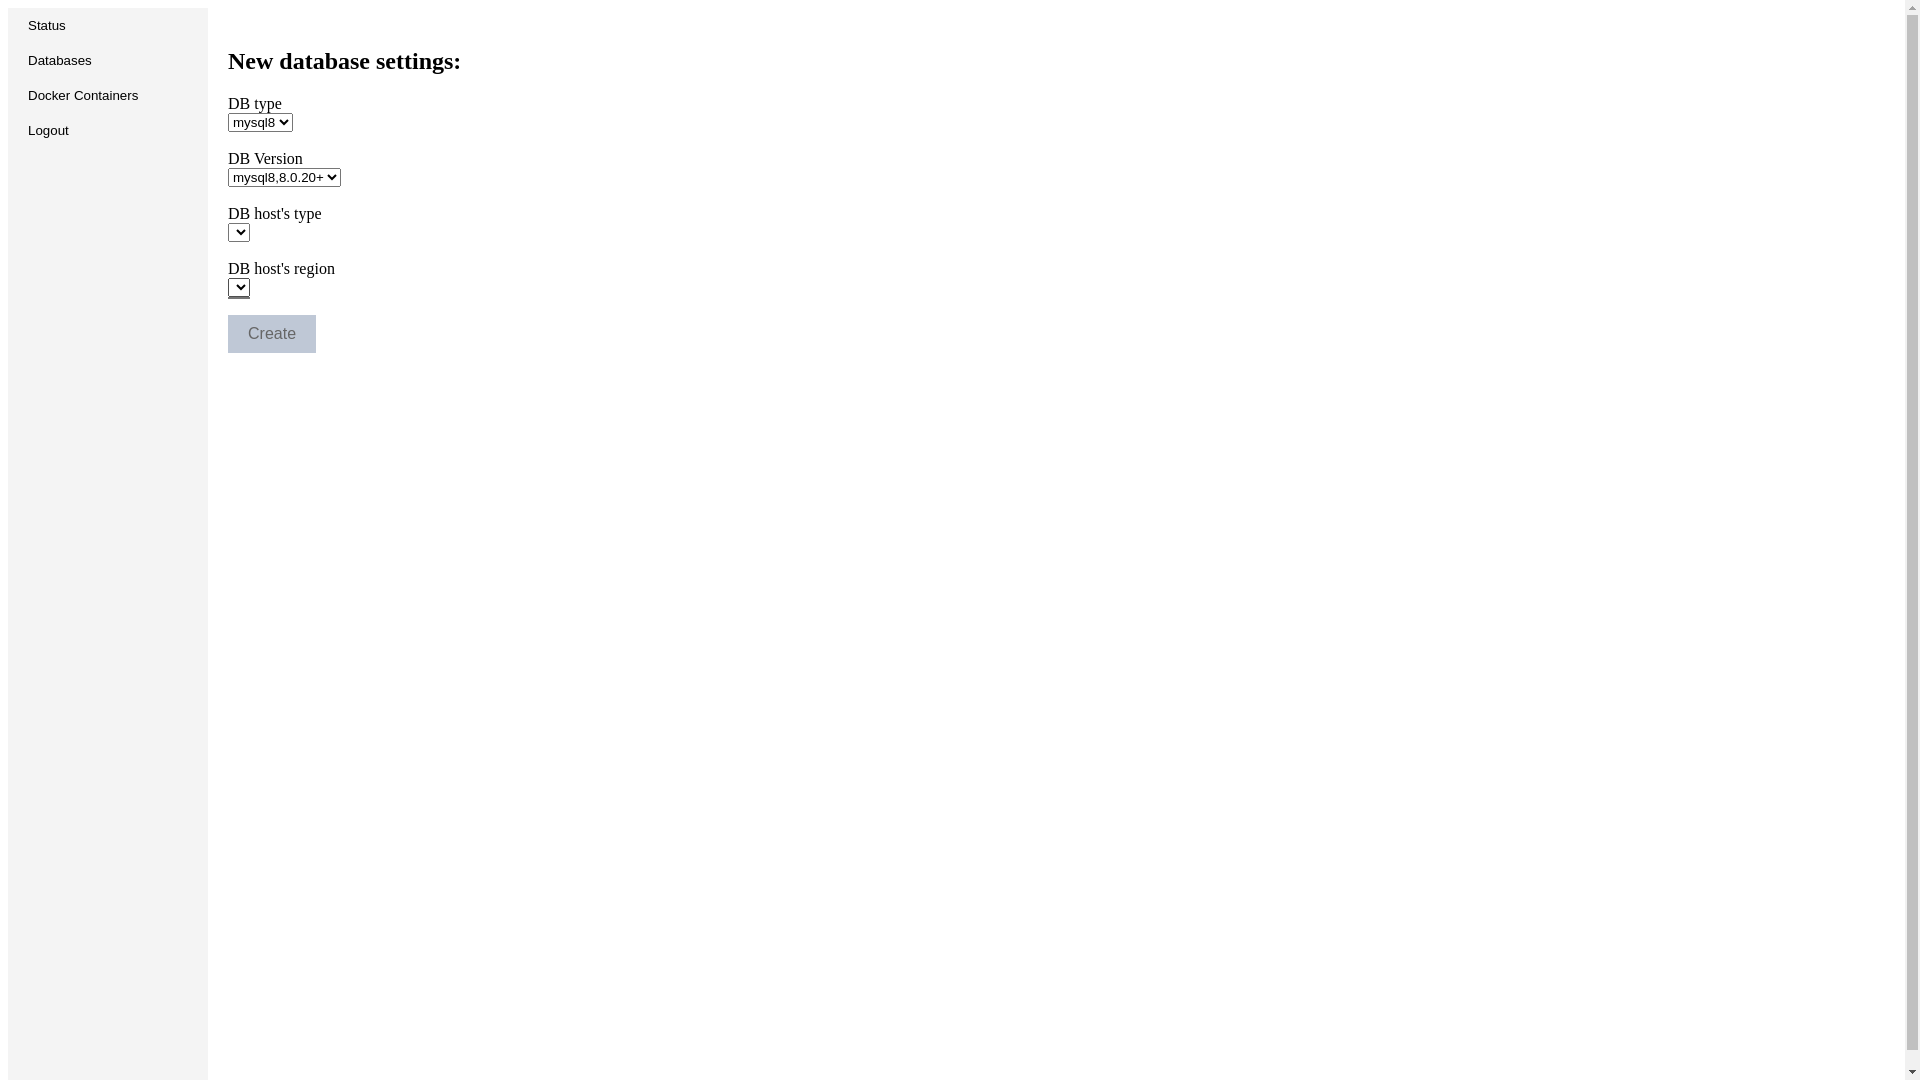 Status
Databases
Docker Containers
Logout
New database settings:
DB type
mysql8
DB Version
mysql8,8.0.20+
DB host's type
DB host's region
Create